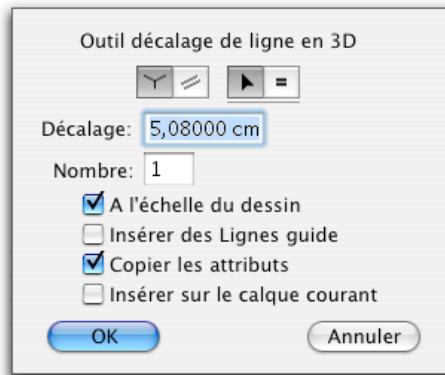 Outil décalage de ligne en 3D
=
Décalage: 5,08000 cm
Nombre: 1
A l'échelle du dessin
Insérer des Lignes guide
Copier les attributs
Insérer sur le calque courant
OK Annuler